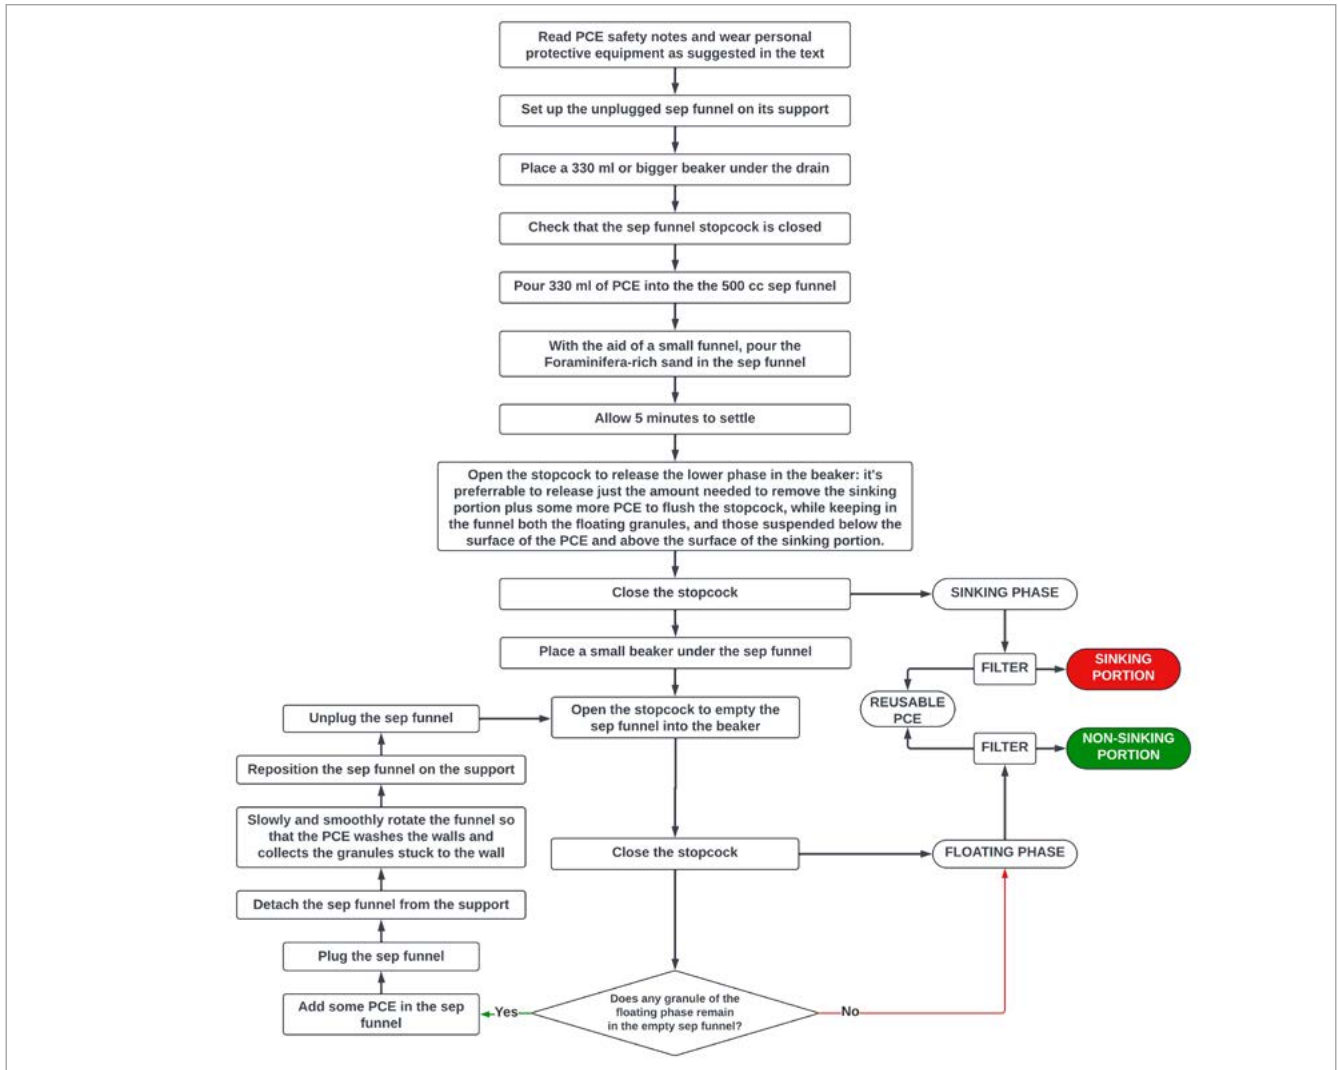 Read PCE safety notes and wear personal
protective equipment as suggested in the text
Set up the unplugged sep funnel on its support
Place a 330 ml or bigger beaker under the drain
Check that the sep funnel stopcock is closed
Pour 330 ml of PCE into the the 500 cc sep funnel
With the aid of a small funnel, pour the
Foraminifera-rich sand in the sep funnel
Allow 5 minutes to settle
Open the stopcock to release the lower phase in the beaker: it's
preferrable to release just the amount needed to remove the sinking
portion plus some more PCE to flush the stopcock, while keeping in
the funnel both the floating granules, and those suspended below the
surface of the PCE and above the surface of the sinking portion.
Close the stopcock
SINKING PHASE
Place a small beaker under the sep funnel
FILTER
SINKING
PORTION
REUSABLE
PCE
Open the stopcock to empty the
sep funnel into the beaker
Unplug the sep funnel
FILTER
NON-SINKING
PORTION
Reposition the sep funnel on the support
Slowly and smoothly rotate the funnel so
that the PCE washes the walls and
collects the granules stuck to the wall
Close the stopcock
FLOATING PHASE
Detach the sep funnel from the support
Plug the sep funnel
Add some PCE in the sep
funnel
Yes
Does any granule of the
floating phase remain
in the empty sep funnel?
No